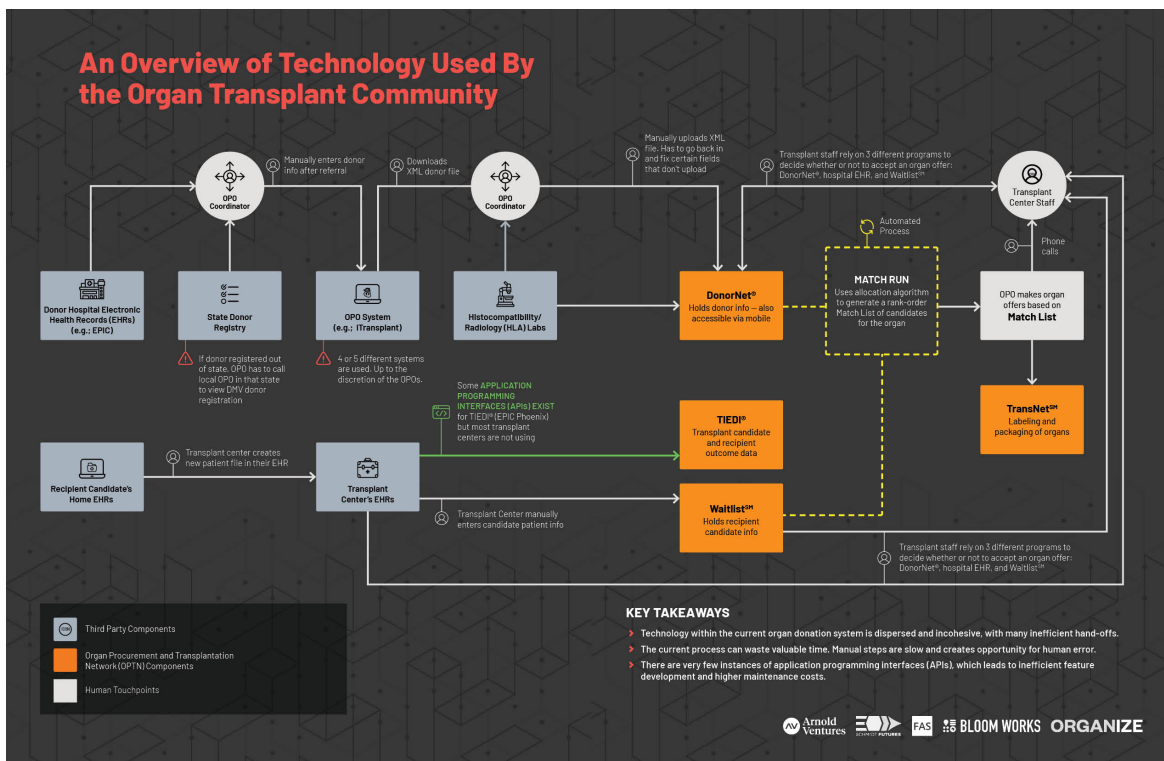 An Overview of Technology Used By
the Organ Transplant Community
OPO
Coordinator
Manually enters donor
info after referral
Downloads
XML donor file
OPO
Coordinator
Manually uploads XML
file. Has to go back in
and fix certain fields
that don't upload
Transplant staff rely on 3 different programs to
decide whether or not to accept an organ offer:
DonorNet®, hospital EHR, and Waitlist℠
Transplant
Center Staff
Automated
Process
Phone
calls
Donor Hospital Electronic
Health Records (EHRs)
(e.g.; EPIC)
State Donor
Registry
OPO System
(e.g.; ITransplant)
Histocompatibility/
Radiology (HLA) Labs
DonorNet®
Holds donor info — also
accessible via mobile
MATCH RUN
Uses allocation algorithm
to generate a rank-order
Match List of candidates
for the organ
OPO makes organ
offers based on
Match List
If donor registered out
of state. OPO has to call
local OPO in that state
to view DMV donor
registration
4 or 5 different systems
are used. Up to the
discretion of the OPOs.
Some APPLICATION
PROGRAMMING
INTERFACES (APIs) EXIST
for TIEDI® (EPIC Phoenix)
but most transplant
centers are not using
TIEDI®
Transplant candidate
and recipient
outcome data
TransNet℠
Labeling and
packaging of organs
Recipient Candidate's
Home EHRs
Transplant center creates
new patient file in their EHR
Transplant
Center's EHRs
Transplant Center manually
enters candidate patient info
Waitlist℠
Holds recipient
candidate info
Transplant staff rely on 3 different programs to
decide whether or not to accept an organ offer:
DonorNet®, hospital EHR, and Waitlist℠
Third Party Components
Organ Procurement and Transplantation
Network (OPTN) Components
Human Touchpoints
KEY TAKEAWAYS
Technology within the current organ donation system is dispersed and incohesive, with many inefficient hand-offs.
The current process can waste valuable time. Manual steps are slow and creates opportunity for human error.
There are very few instances of application programming interfaces (APIs), which leads to inefficient feature
development and higher maintenance costs.
AV Arnold
Ventures
SCHMIDT FUTURES
FAS
BLOOM WORKS
ORGANIZE